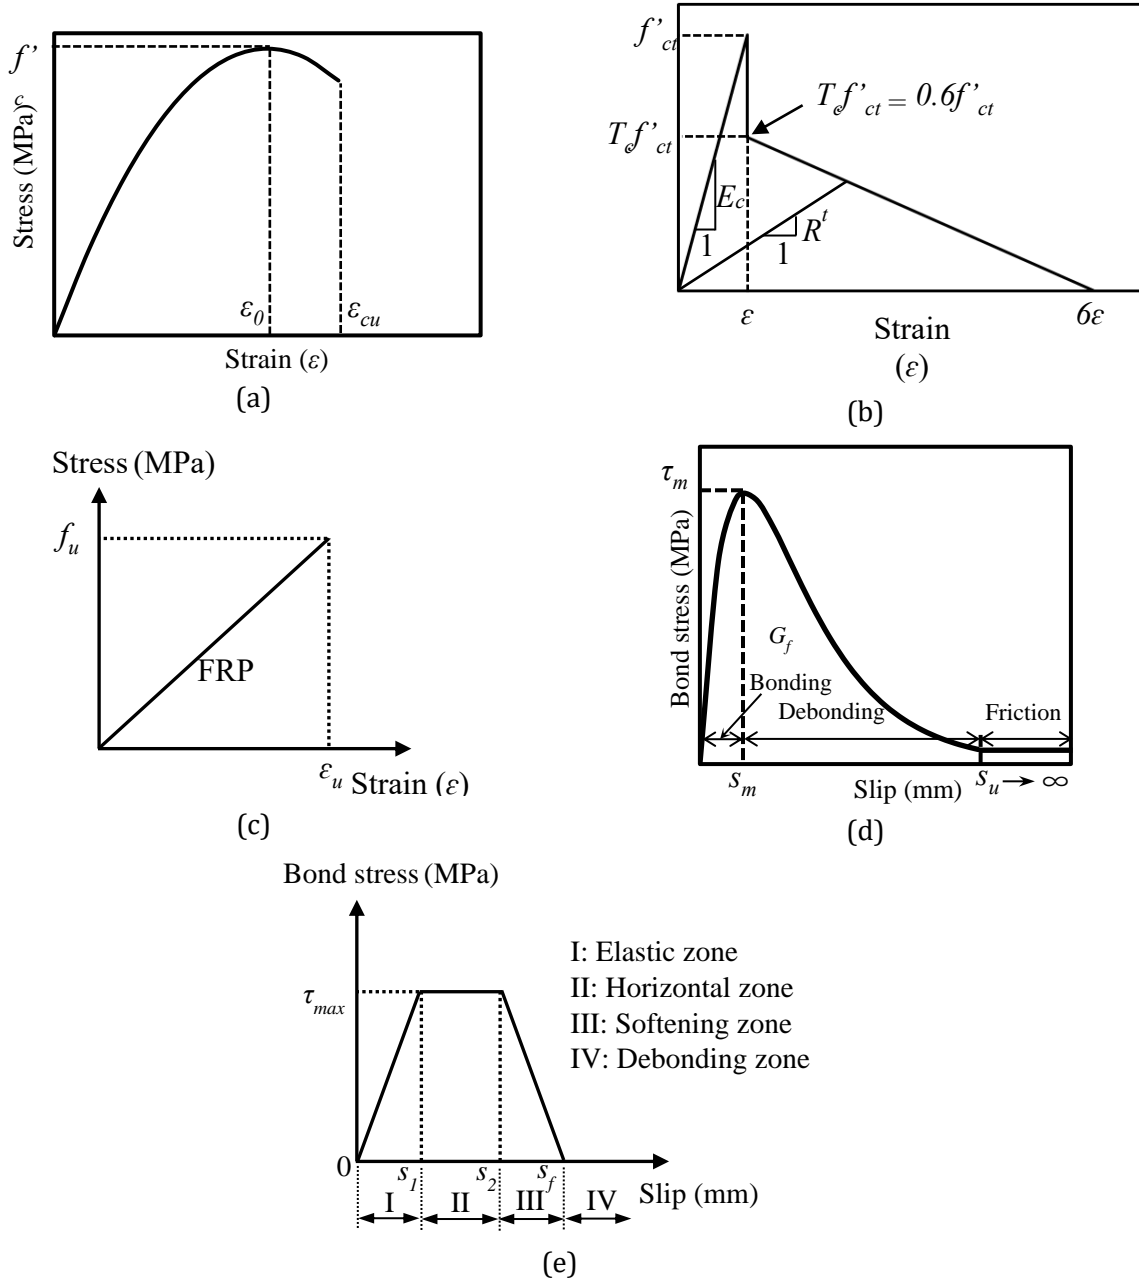 f'
c
Stress (MPa)
ε0
εcu
Strain (ε)
(a)
f'ct
Tcf'ct = 0.6f'ct
Tcf'ct
Ec
1
Rt
1
ε
6ε
Strain
(ε)
(b)
Stress (MPa)
fu
FRP
εu
Strain (ε)
(c)
τm
Bond stress (MPa)
Gf
Bonding
Debonding
Friction
sm
Slip (mm)
su → ∞
(d)
Bond stress (MPa)
τmax
I: Elastic zone
II: Horizontal zone
III: Softening zone
IV: Debonding zone
0
s1
s2
sf
Slip (mm)
I
II
III
IV
(e)